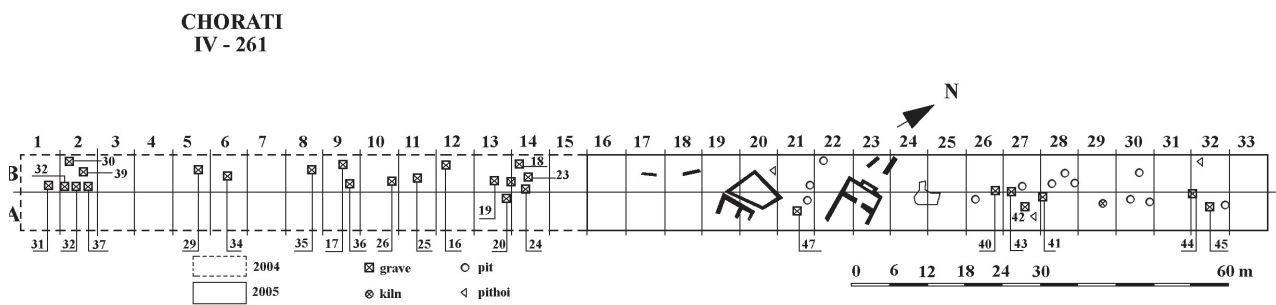 CHORATI
IV - 261
N
1 2 3 4 5 6 7 8 9 10 11 12 13 14 15 16 17 18 19 20 21 22 23 24 25 26 27 28 29 30 31 32 33
B
32 30 39 18 23
A
19 42
31 32 37 29 34 35 17 36 26 25 16 20 24 47 40 43 41 44 45
2004 grave pit
2005 kiln pithoi
0 6 12 18 24 30 60 m